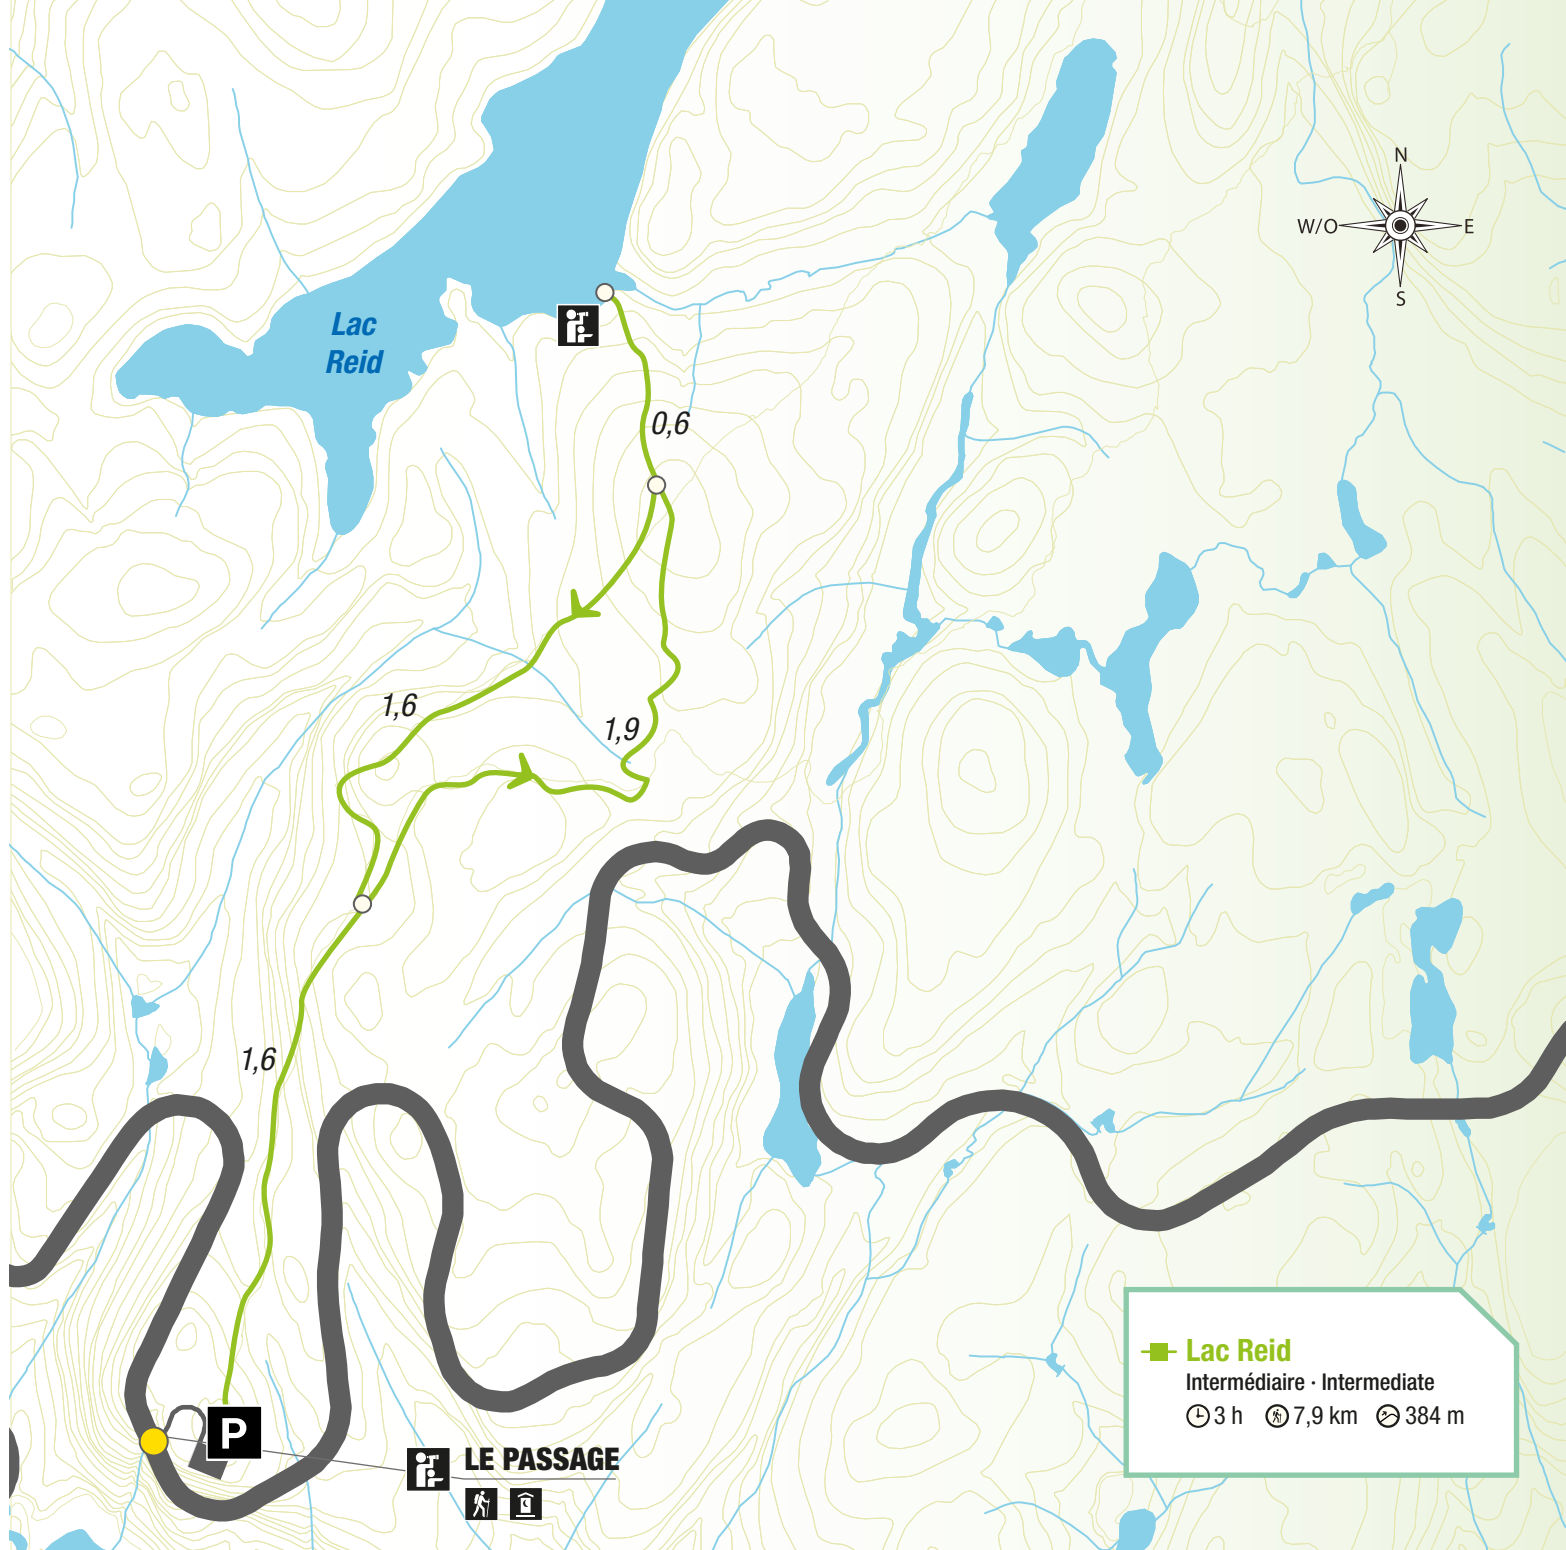 N
W/O E
S
Lac
Reid
0,6
1,6
1,9
1,6
P
LE PASSAGE
Lac Reid
Intermédiaire · Intermediate
3 h 7,9 km 384 m